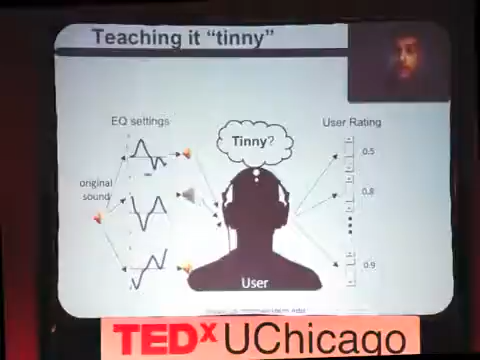 Teaching it “tinny”
EQ settings
User Rating
Tinny?
0.5
original
sound
0.8
0.9
User
TEDxUChicago